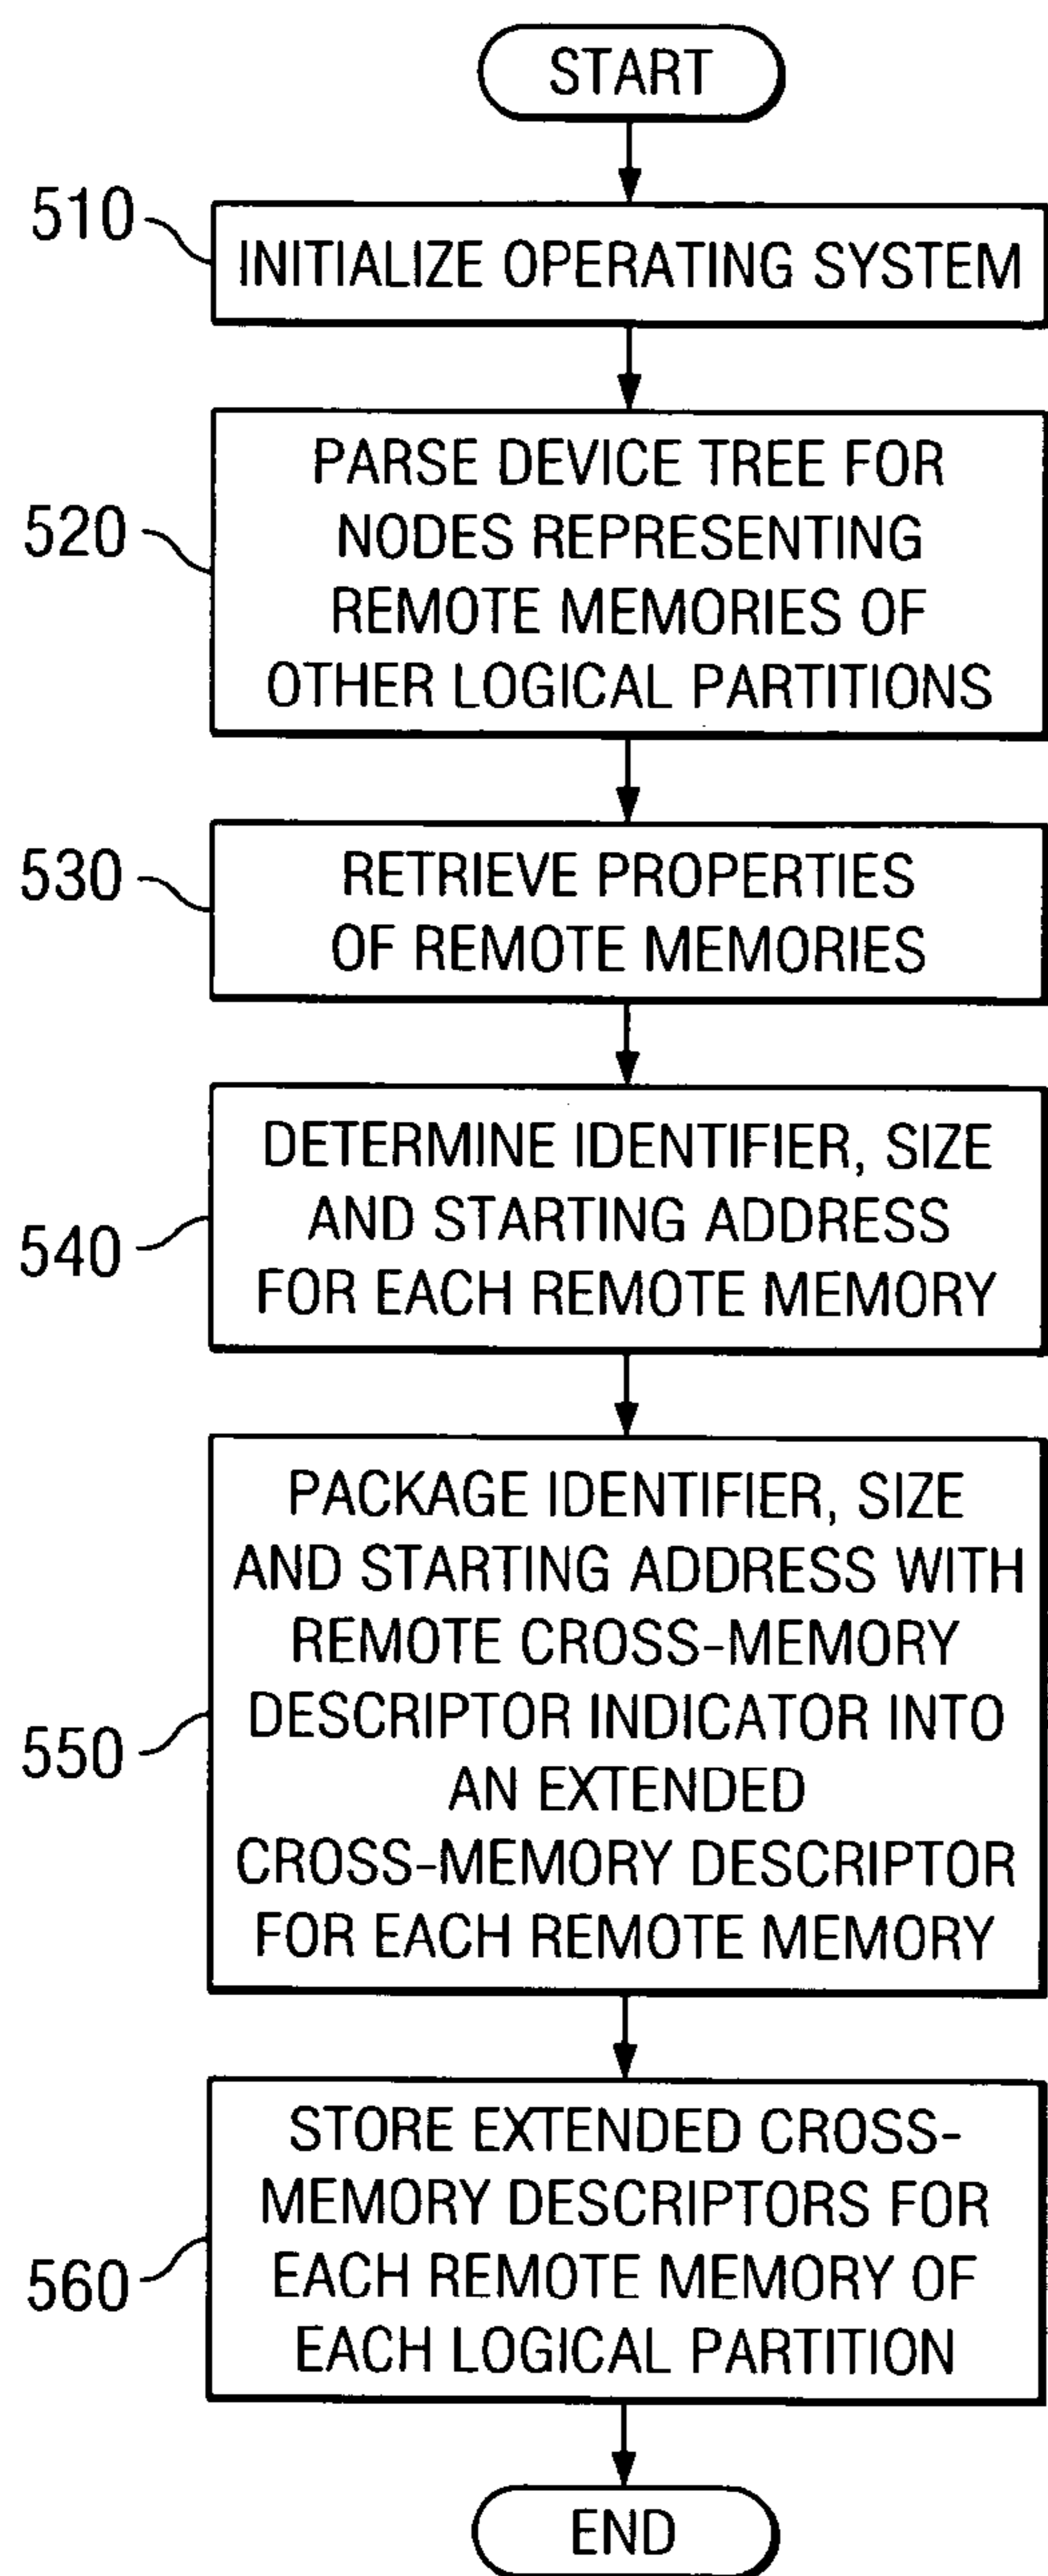 START
510
INITIALIZE OPERATING SYSTEM
520
PARSE DEVICE TREE FOR
NODES REPRESENTING
REMOTE MEMORIES OF
OTHER LOGICAL PARTITIONS
530
RETRIEVE PROPERTIES
OF REMOTE MEMORIES
540
DETERMINE IDENTIFIER, SIZE
AND STARTING ADDRESS
FOR EACH REMOTE MEMORY
550
PACKAGE IDENTIFIER, SIZE
AND STARTING ADDRESS WITH
REMOTE CROSS-MEMORY
DESCRIPTOR INDICATOR INTO
AN EXTENDED
CROSS-MEMORY DESCRIPTOR
FOR EACH REMOTE MEMORY
560
STORE EXTENDED CROSS-
MEMORY DESCRIPTORS FOR
EACH REMOTE MEMORY OF
EACH LOGICAL PARTITION
END